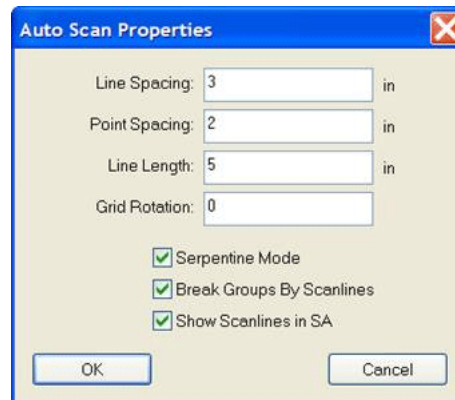 Auto Scan Properties
Line Spacing: 3 in
Point Spacing: 2 in
Line Length: 5 in
Grid Rotation: 0
Serpentine Mode
Break Groups By Scanlines
Show Scanlines in SA
OK Cancel